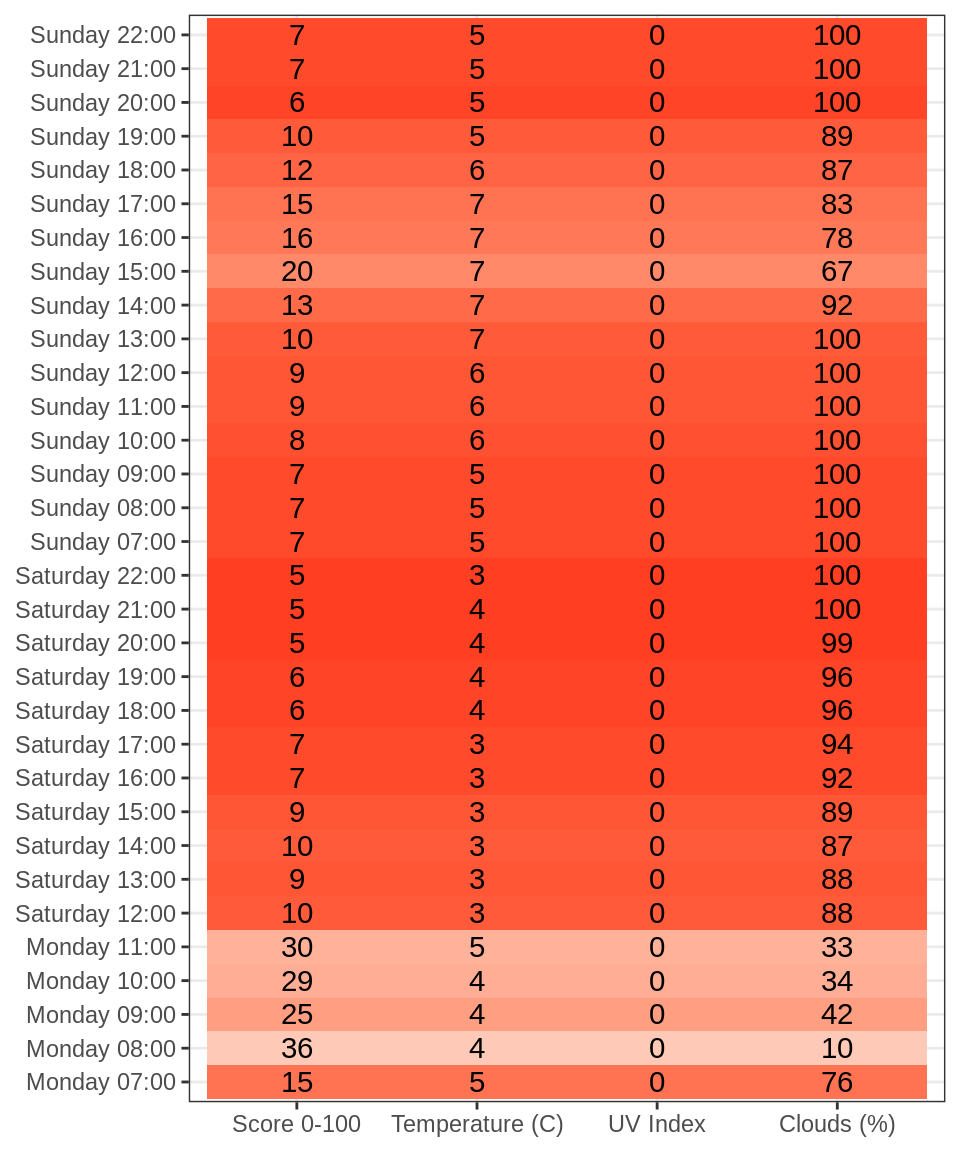 Sunday 22:00 7 5 0 100
Sunday 21:00 7 5 0 100
Sunday 20:00 6 5 0 100
Sunday 19:00 10 5 0 89
Sunday 18:00 12 6 0 87
Sunday 17:00 15 7 0 83
Sunday 16:00 16 7 0 78
Sunday 15:00 20 7 0 67
Sunday 14:00 13 7 0 92
Sunday 13:00 10 7 0 100
Sunday 12:00 9 6 0 100
Sunday 11:00 9 6 0 100
Sunday 10:00 8 6 0 100
Sunday 09:00 7 5 0 100
Sunday 08:00 7 5 0 100
Sunday 07:00 7 5 0 100
Saturday 22:00 5 3 0 100
Saturday 21:00 5 4 0 100
Saturday 20:00 5 4 0 99
Saturday 19:00 6 4 0 96
Saturday 18:00 6 4 0 96
Saturday 17:00 7 3 0 94
Saturday 16:00 7 3 0 92
Saturday 15:00 9 3 0 89
Saturday 14:00 10 3 0 87
Saturday 13:00 9 3 0 88
Saturday 12:00 10 3 0 88
Monday 11:00 30 5 0 33
Monday 10:00 29 4 0 34
Monday 09:00 25 4 0 42
Monday 08:00 36 4 0 10
Monday 07:00 15 5 0 76
Score 0-100 Temperature (C) UV Index Clouds (%)